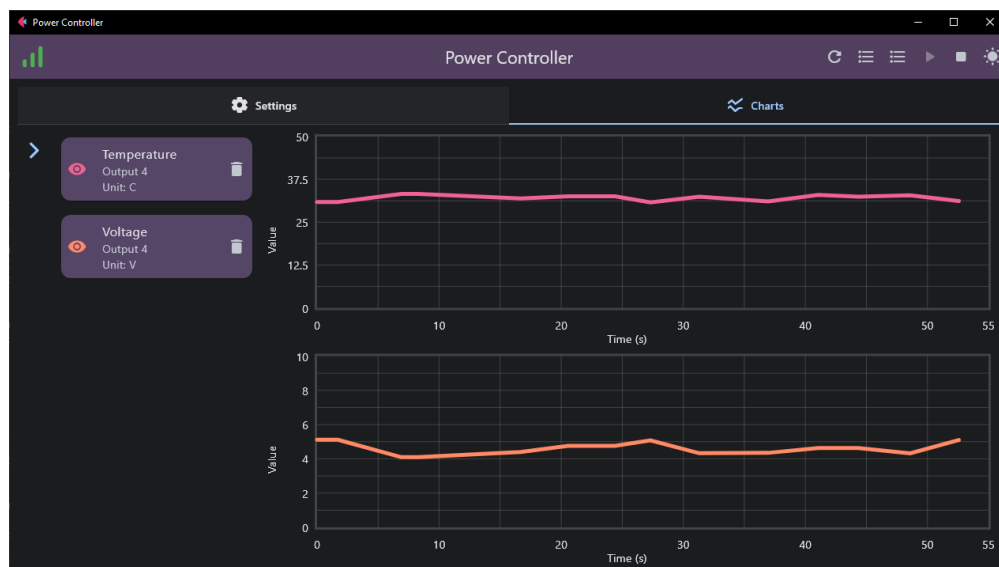 Power Controller
Power Controller
Settings
Charts
Temperature
Output 4
Unit: C
Voltage
Output 4
Unit: V
50
37.5
25
12.5
0
Value
0 10 20 30 40 50 55
Time (s)
10
8
6
4
2
0
Value
0 10 20 30 40 50 55
Time (s)